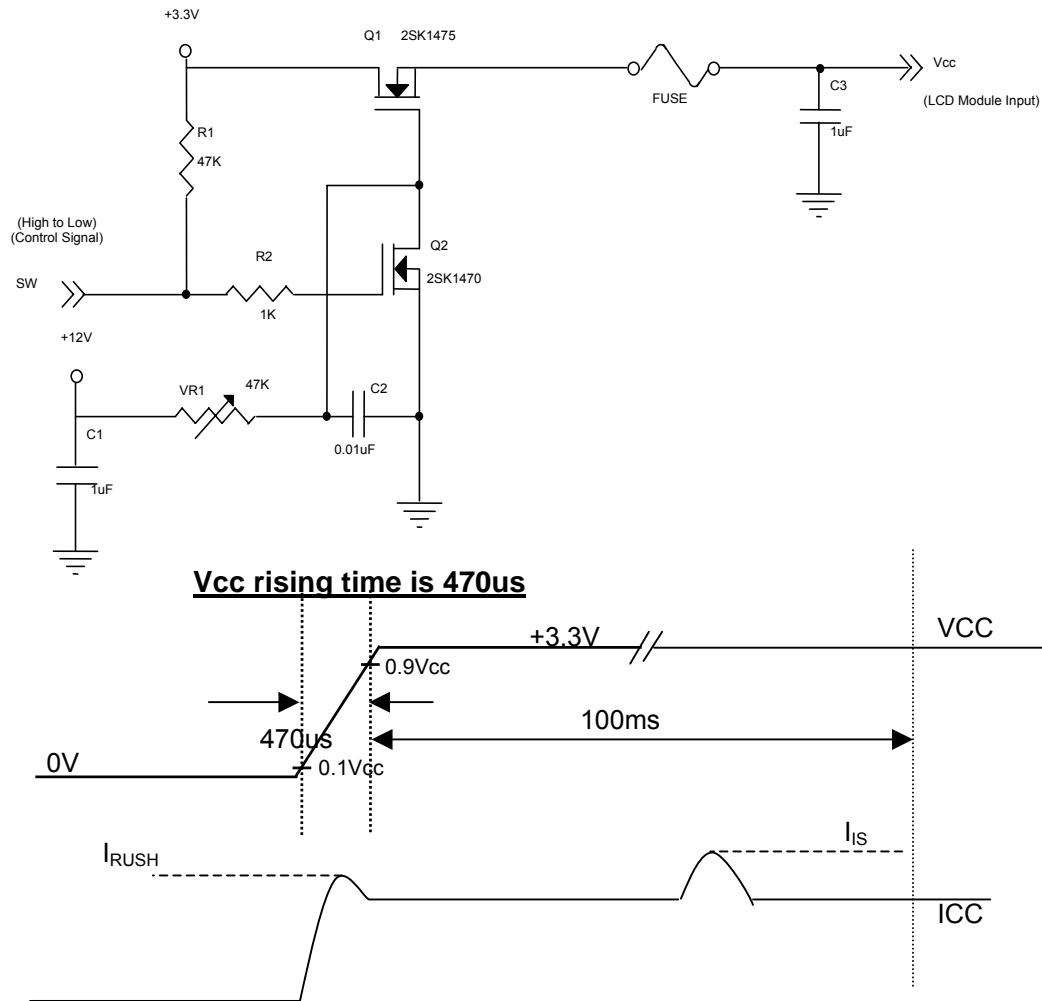 +3.3V
Q1 2SK1475
Vcc
FUSE
C3
(LCD Module Input)
R1
1uF
47K
(High to Low)
(Control Signal)
Q2
R2
SW
2SK1470
1K
+12V
VR1
47K
C2
C1
0.01uF
1uF
Vcc rising time is 470us
+3.3V
VCC
0.9Vcc
100ms
470us
0V
0.1Vcc
IRUSH
IIS
ICC